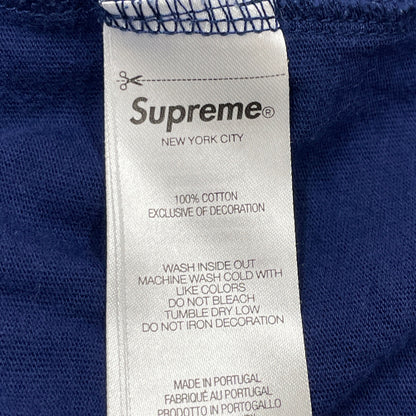 Supreme®
NEW YORK CITY
100% COTTON
EXCLUSIVE OF DECORATION
WASH INSIDE OUT
MACHINE WASH COLD WITH
LIKE COLORS
DO NOT BLEACH
TUMBLE DRY LOW
DO NOT IRON DECORATION
MADE IN PORTUGAL
FABRIQUÉ AU PORTUGAL
PRODOTTO IN PORTOGALLO